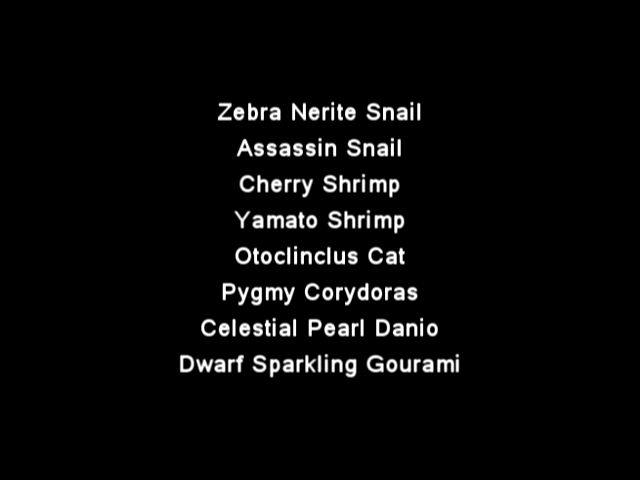 Zebra Nerite Snail
Assassin Snail
Cherry Shrimp
Yamato Shrimp
Otoclinclus Cat
Pygmy Corydoras
Celestial Pearl Danio
Dwarf Sparkling Gourami